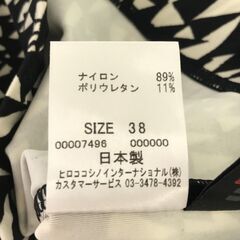 ナイロン 89%
ポリウレタン 11%
SIZE 38
00007496 000000
日本製
ヒロココシノインターナショナル(株)
カスタマーサービス 03-3478-4392